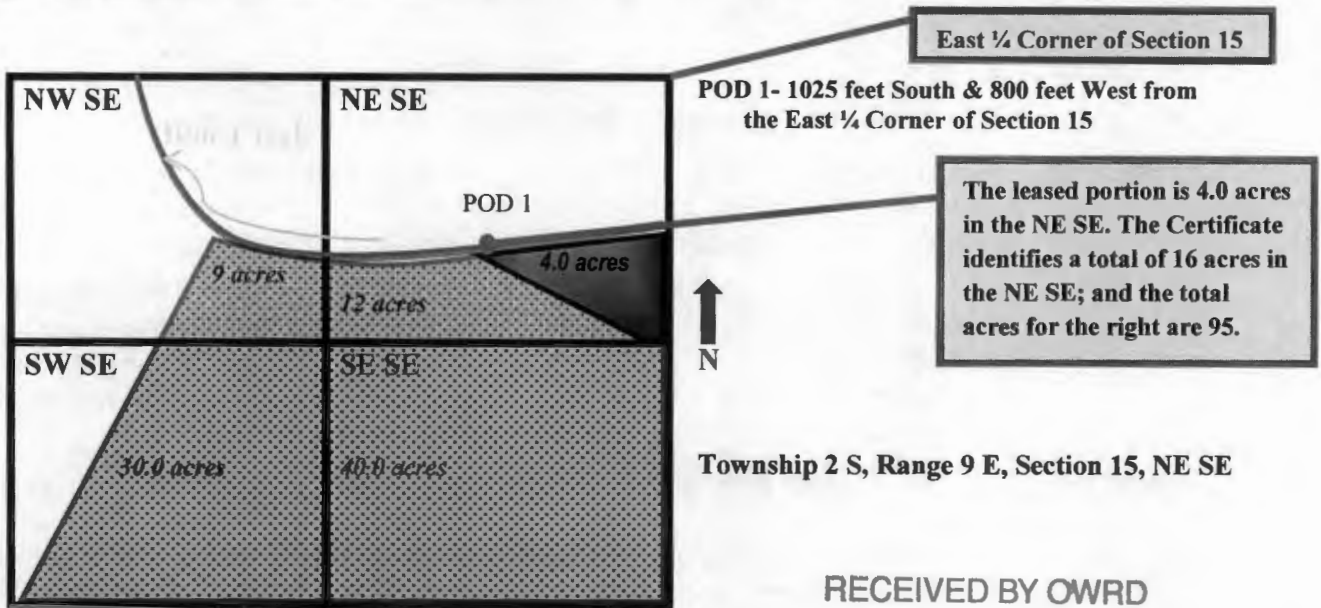 East ¼ Corner of Section 15
NW SE
NE SE
POD 1- 1025 feet South & 800 feet West from
the East ¼ Corner of Section 15
POD 1
The leased portion is 4.0 acres
in the NE SE. The Certificate
identifies a total of 16 acres in
the NE SE; and the total
acres for the right are 95.
9 acres
4.0 acres
12 acres
N
SW SE
SE SE
30.0 acres
40.0 acres
Township 2 S, Range 9 E, Section 15, NE SE
RECEIVED BY OWRD